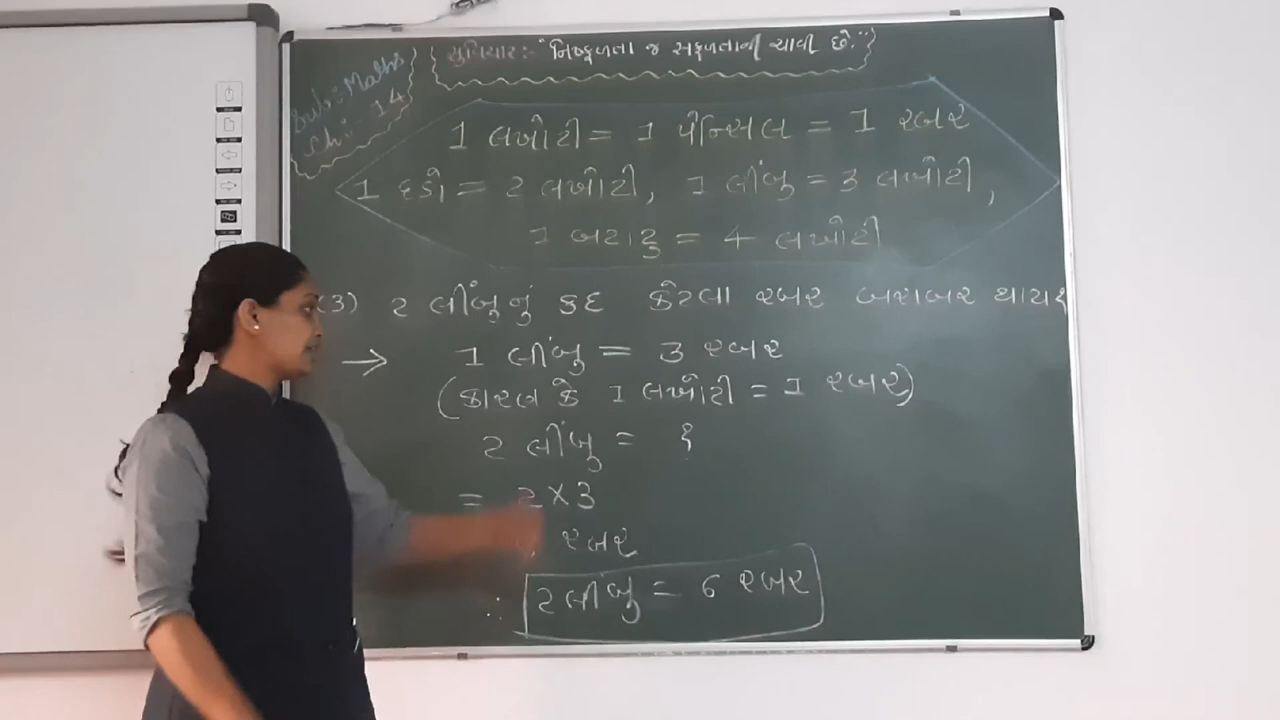 Sub:- Maths
Ch:- 14
સુવિચાર:- "નિષ્ફળતા જ સફળતાની ચાવી છે."
1 લખોટી = 1 પેન્સિલ = 1 રબર
1 દડો = 2 લખોટી, 1 લીંબુ = 3 લખોટી,
1 બટાટુ = 4 લખોટી
(3) 2 લીંબુનું કદ કેટલા રબર બરાબર થાય?
→ 1 લીંબુ = 3 રબર
(કારણ કે 1 લખોટી = 1 રબર)
2 લીંબુ = ?
= 2 × 3
રબર
∴ 2 લીંબુ = 6 રબર